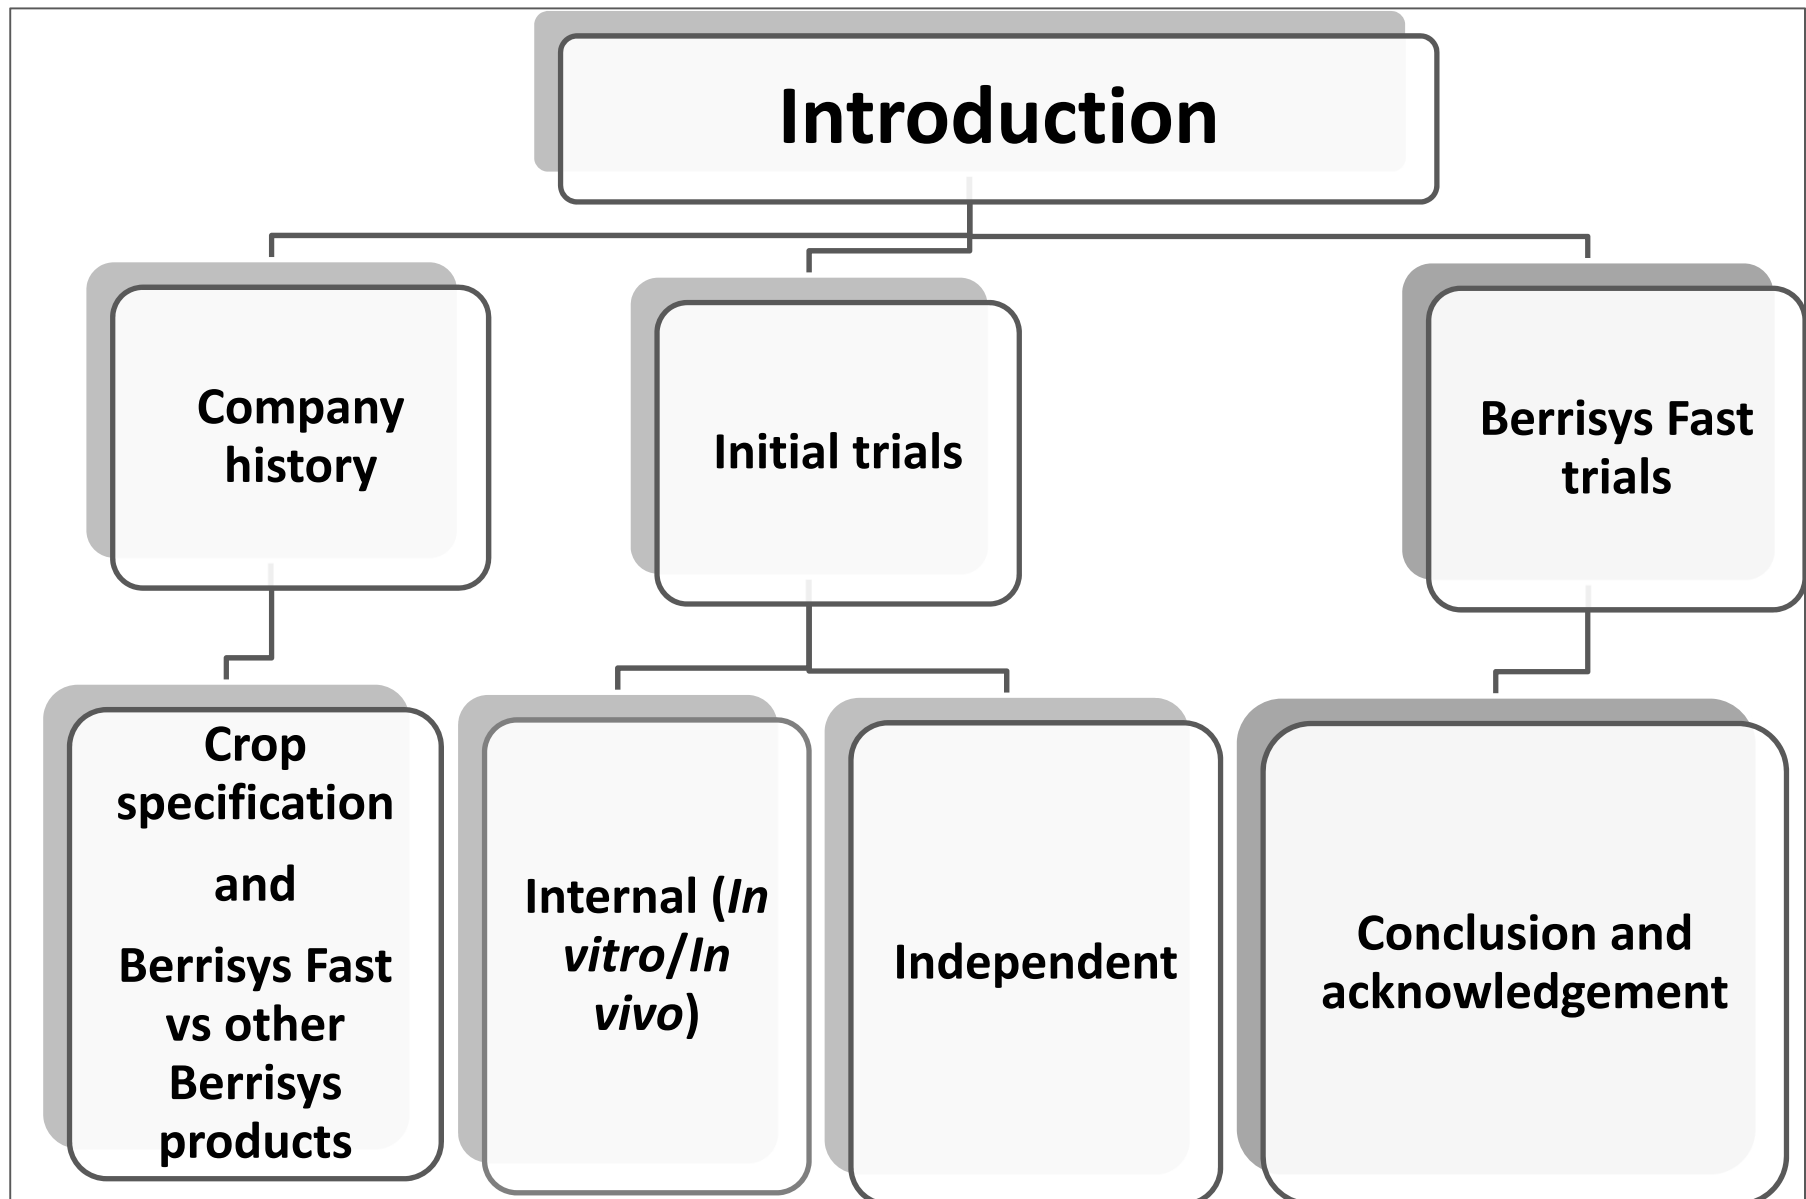 Introduction
Company
history
Initial trials
Berrisys Fast
trials
Crop
specification
and
Berrisys Fast
vs other
Berrisys
products
Internal (In
vitro/In
vivo)
Independent
Conclusion and
acknowledgement